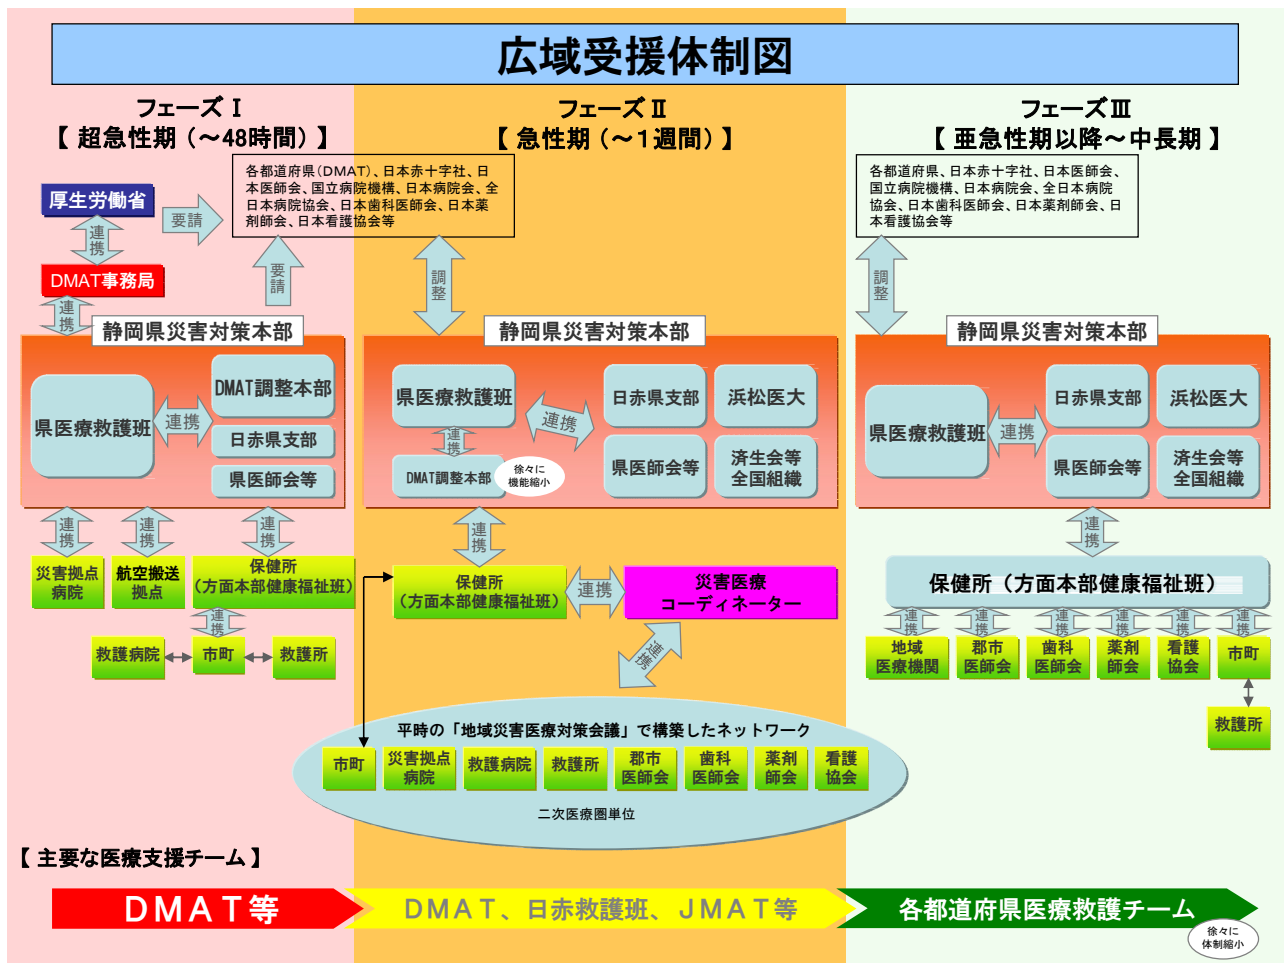 広域受援体制図
フェーズⅠ
【 超急性期（～48時間）】
各都道府県（DMAT）、日本赤十字社、日
本医師会、国立病院機構、日本病院会、全
日本病院協会、日本歯科医師会、日本薬
剤師会、日本看護協会等
厚生労働省
要請
連携
DMAT事務局
要請
連携
静岡県災害対策本部
県医療救護班
連携
DMAT調整本部
日赤県支部
県医師会等
連携
連携
連携
災害拠点
病院
航空搬送
拠点
保健所
（方面本部健康福祉班）
連携
救護病院
市町
救護所
フェーズⅡ
【 急性期（～1週間）】
調整
静岡県災害対策本部
県医療救護班
連携
連携
DMAT調整本部
徐々に
機能縮小
日赤県支部
浜松医大
県医師会等
済生会等
全国組織
連携
保健所
（方面本部健康福祉班）
連携
災害医療
コーディネーター
連携
平時の「地域災害医療対策会議」で構築したネットワーク
市町
災害拠点
病院
救護病院
救護所
郡市
医師会
歯科
医師会
薬剤
師会
看護
協会
二次医療圏単位
フェーズⅢ
【 亜急性期以降～中長期 】
各都道府県、日本赤十字社、日本医師会、
国立病院機構、日本病院会、全日本病院
協会、日本歯科医師会、日本薬剤師会、日
本看護協会等
調整
静岡県災害対策本部
県医療救護班
連携
日赤県支部
浜松医大
県医師会等
済生会等
全国組織
連携
保健所（方面本部健康福祉班）
連携
連携
連携
連携
連携
連携
地域
医療機関
郡市
医師会
歯科
医師会
薬剤
師会
看護
協会
市町
救護所
【 主要な医療支援チーム 】
ＤＭＡＴ等
ＤＭＡＴ、日赤救護班、ＪＭＡＴ等
各都道府県医療救護チーム
徐々に
体制縮小